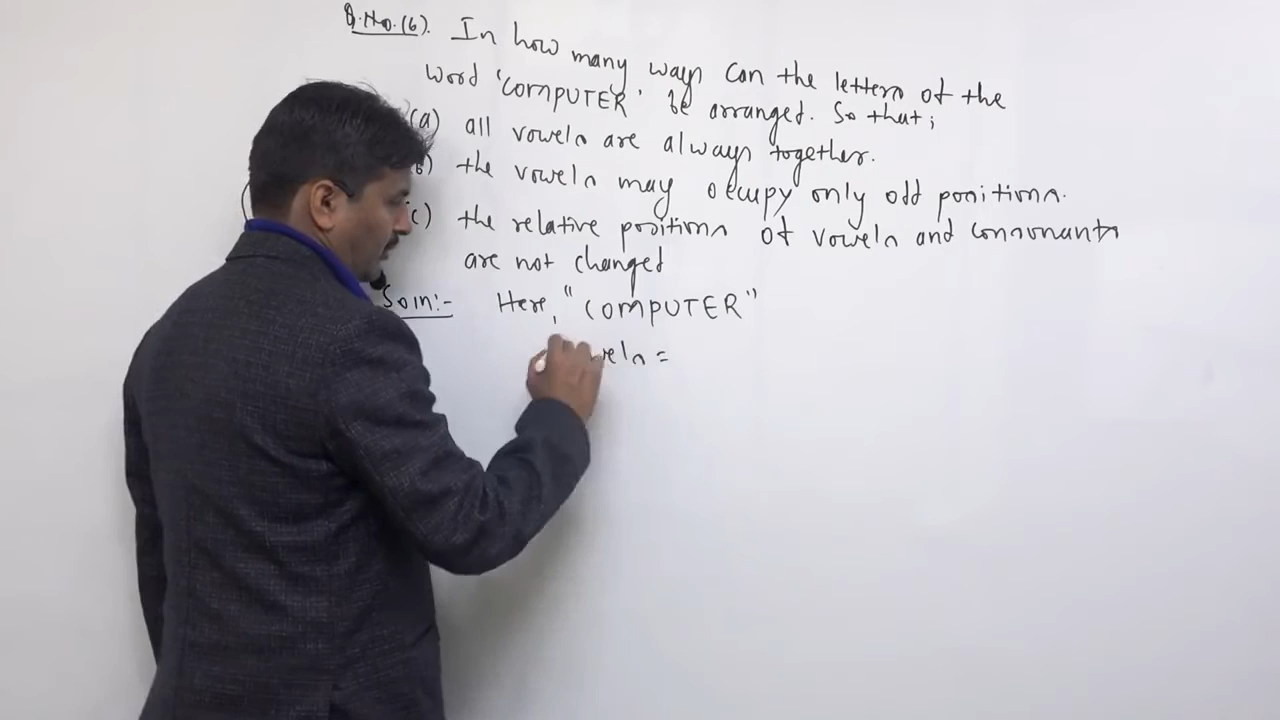 Q.No.(6). In how many ways can the letters of the
word 'COMPUTER' be arranged. So that;
(a) all vowels are always together.
) the vowels may occupy only odd positions.
(c) the relative positions of vowels and consonants
are not changed
Soln:- Here, "COMPUTER"
wels =